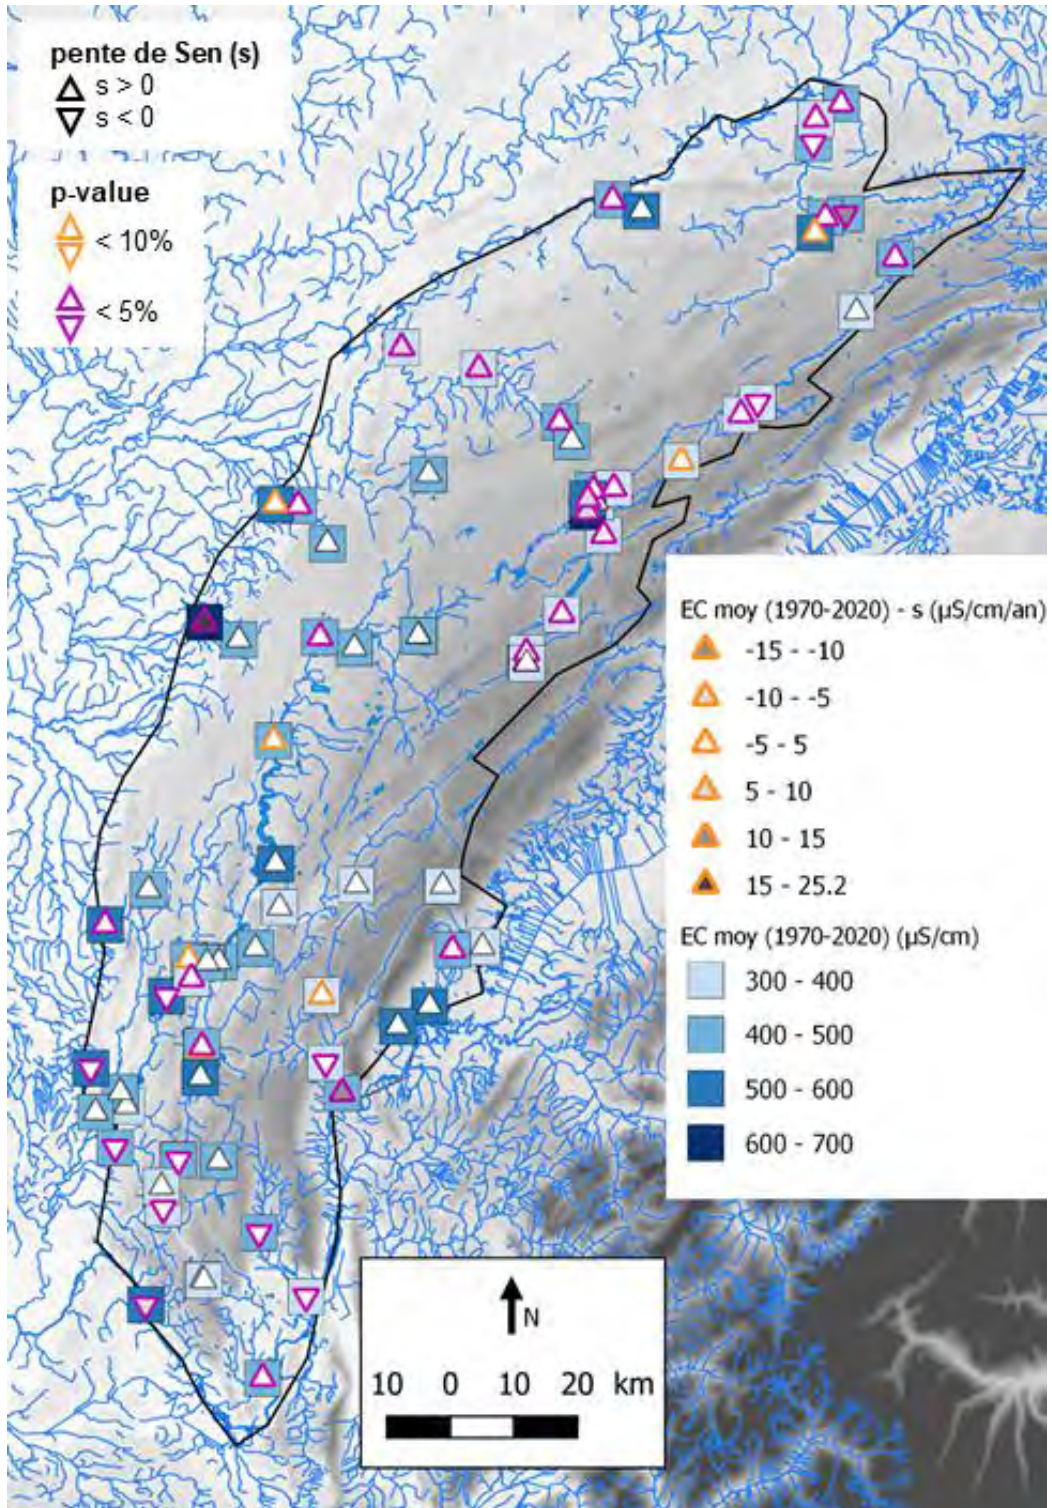 pente de Sen (s)
s > 0
s < 0
p-value
< 10%
< 5%
EC moy (1970-2020) - s (µS/cm/an)
-15 - -10
-10 - -5
-5 - 5
5 - 10
10 - 15
15 - 25.2
EC moy (1970-2020) (µS/cm)
300 - 400
400 - 500
500 - 600
600 - 700
N
10 0 10 20 km